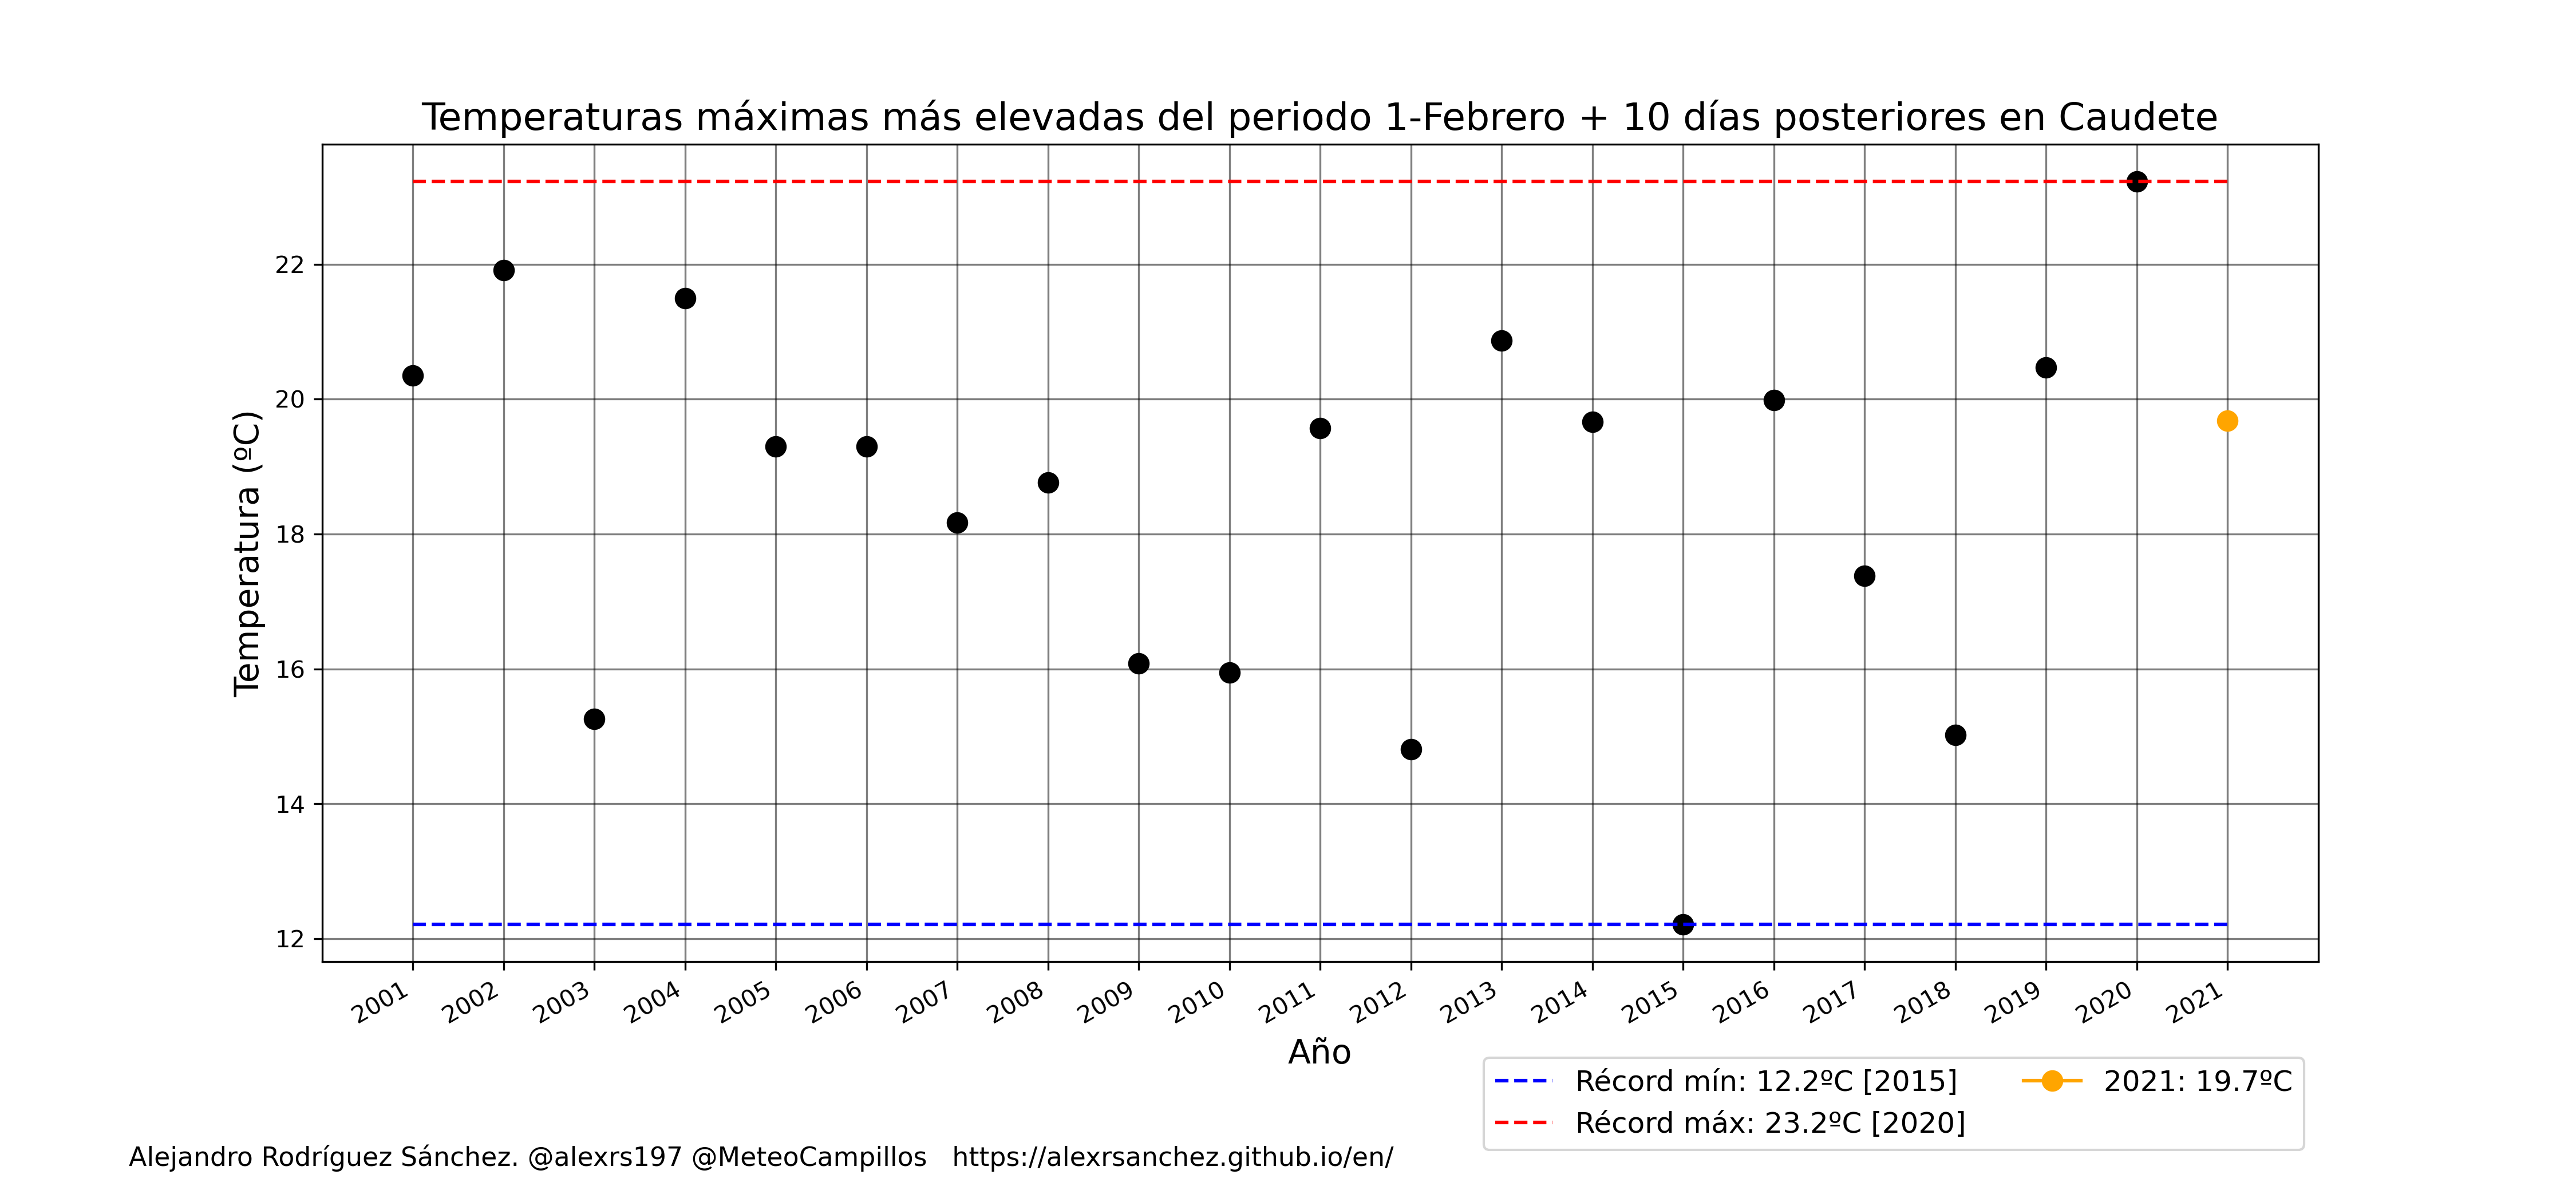 Temperaturas máximas más elevadas del periodo 1-Febrero + 10 días posteriores en Caudete
Temperatura (ºC)
22
20
18
16
14
12
2001 2002 2003 2004 2005 2006 2007 2008 2009 2010 2011 2012 2013 2014 2015 2016 2017 2018 2019 2020 2021
Año
Récord mín: 12.2ºC [2015]
Récord máx: 23.2ºC [2020]
2021: 19.7ºC
Alejandro Rodríguez Sánchez. @alexrs197 @MeteoCampillos https://alexrsanchez.github.io/en/